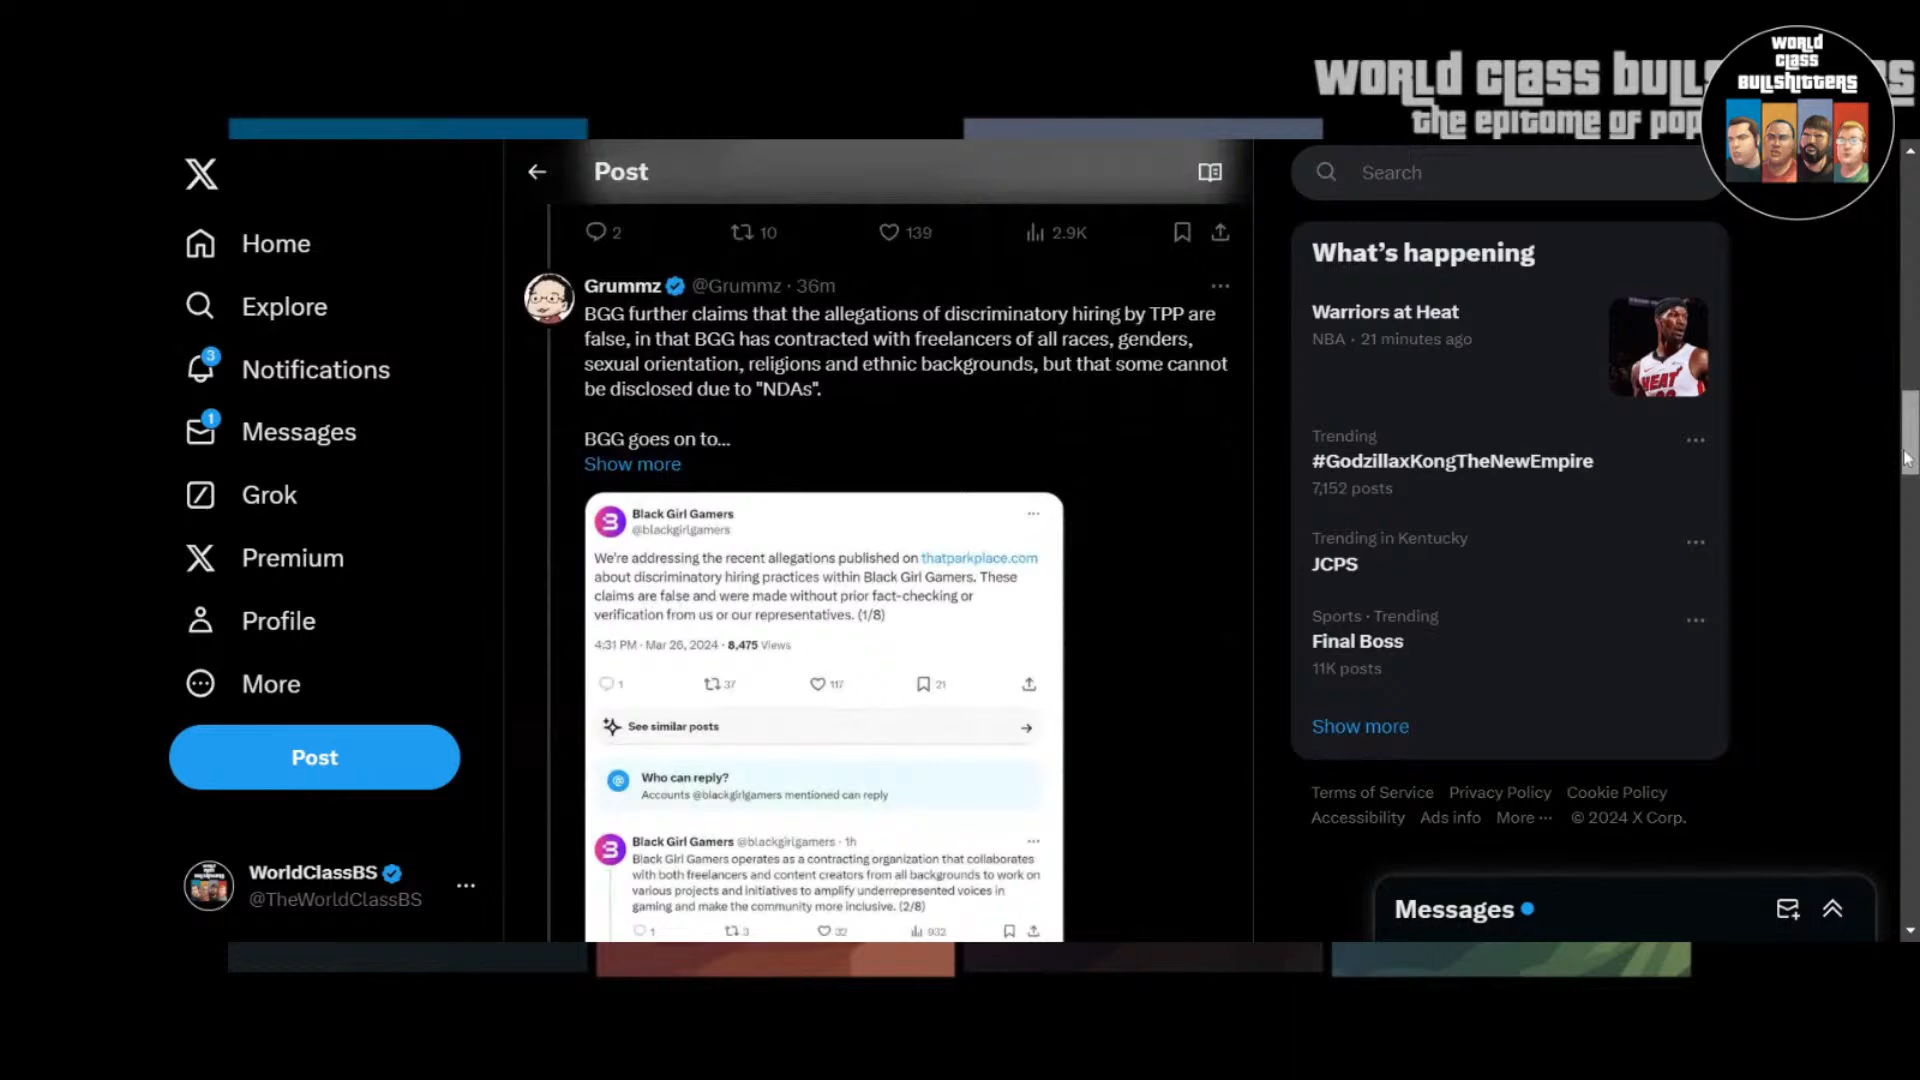 WORLD CLASS BULLS
S
the epitome of pop
WORLD
CLASS
BULLSHITTERS
Home
Explore
3
Notifications
1
Messages
Grok
Premium
Profile
More
Post
WorldClassBS
@TheWorldClassBS
Post
2
10
139
2.9K
Grummz @Grummz · 36m
BGG further claims that the allegations of discriminatory hiring by TPP are
false, in that BGG has contracted with freelancers of all races, genders,
sexual orientation, religions and ethnic backgrounds, but that some cannot
be disclosed due to "NDAs".
BGG goes on to...
Show more
Black Girl Gamers
@blackgirlgamers
We're addressing the recent allegations published on thatparkplace.com
about discriminatory hiring practices within Black Girl Gamers. These
claims are false and were made without prior fact-checking or
verification from us or our representatives. (1/8)
4:31 PM · Mar 26, 2024 · 8,475 Views
1
37
117
21
See similar posts
Who can reply?
Accounts @blackgirlgamers mentioned can reply
Black Girl Gamers @blackgirlgamers · 1h
Black Girl Gamers operates as a contracting organization that collaborates
with both freelancers and content creators from all backgrounds to work on
various projects and initiatives to amplify underrepresented voices in
gaming and make the community more inclusive. (2/8)
1
3
32
932
Search
What's happening
Warriors at Heat
NBA · 21 minutes ago
HEAT
Trending
#GodzillaxKongTheNewEmpire
7,152 posts
Trending in Kentucky
JCPS
Sports · Trending
Final Boss
11K posts
Show more
Terms of Service Privacy Policy Cookie Policy
Accessibility Ads info More ··· © 2024 X Corp.
Messages